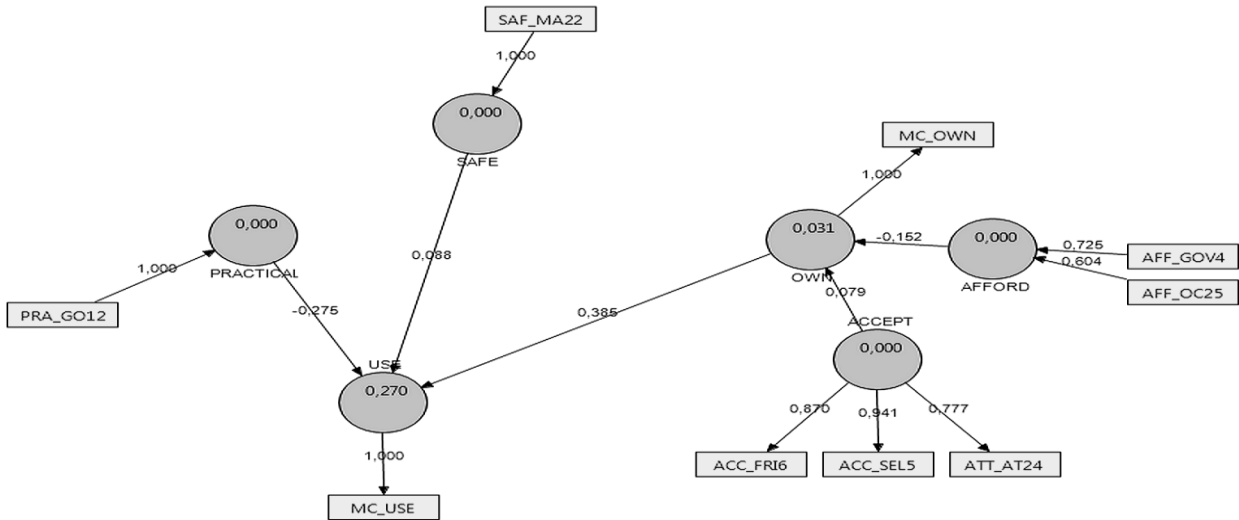 SAF_MA22
1,000
0,000
SAFE
MC_OWN
1,000
0,000
PRACTICAL
1,000
PRA_GO12
0,031
OWN
-0,152
0,000
AFFORD
0,725
AFF_GOV4
0,604
AFF_OC25
0,088
-0,275
0,385
0,079
ACCEPT
0,000
USE
0,270
1,000
MC_USE
0,870
0,941
0,777
ACC_FRI6
ACC_SEL5
ATT_AT24